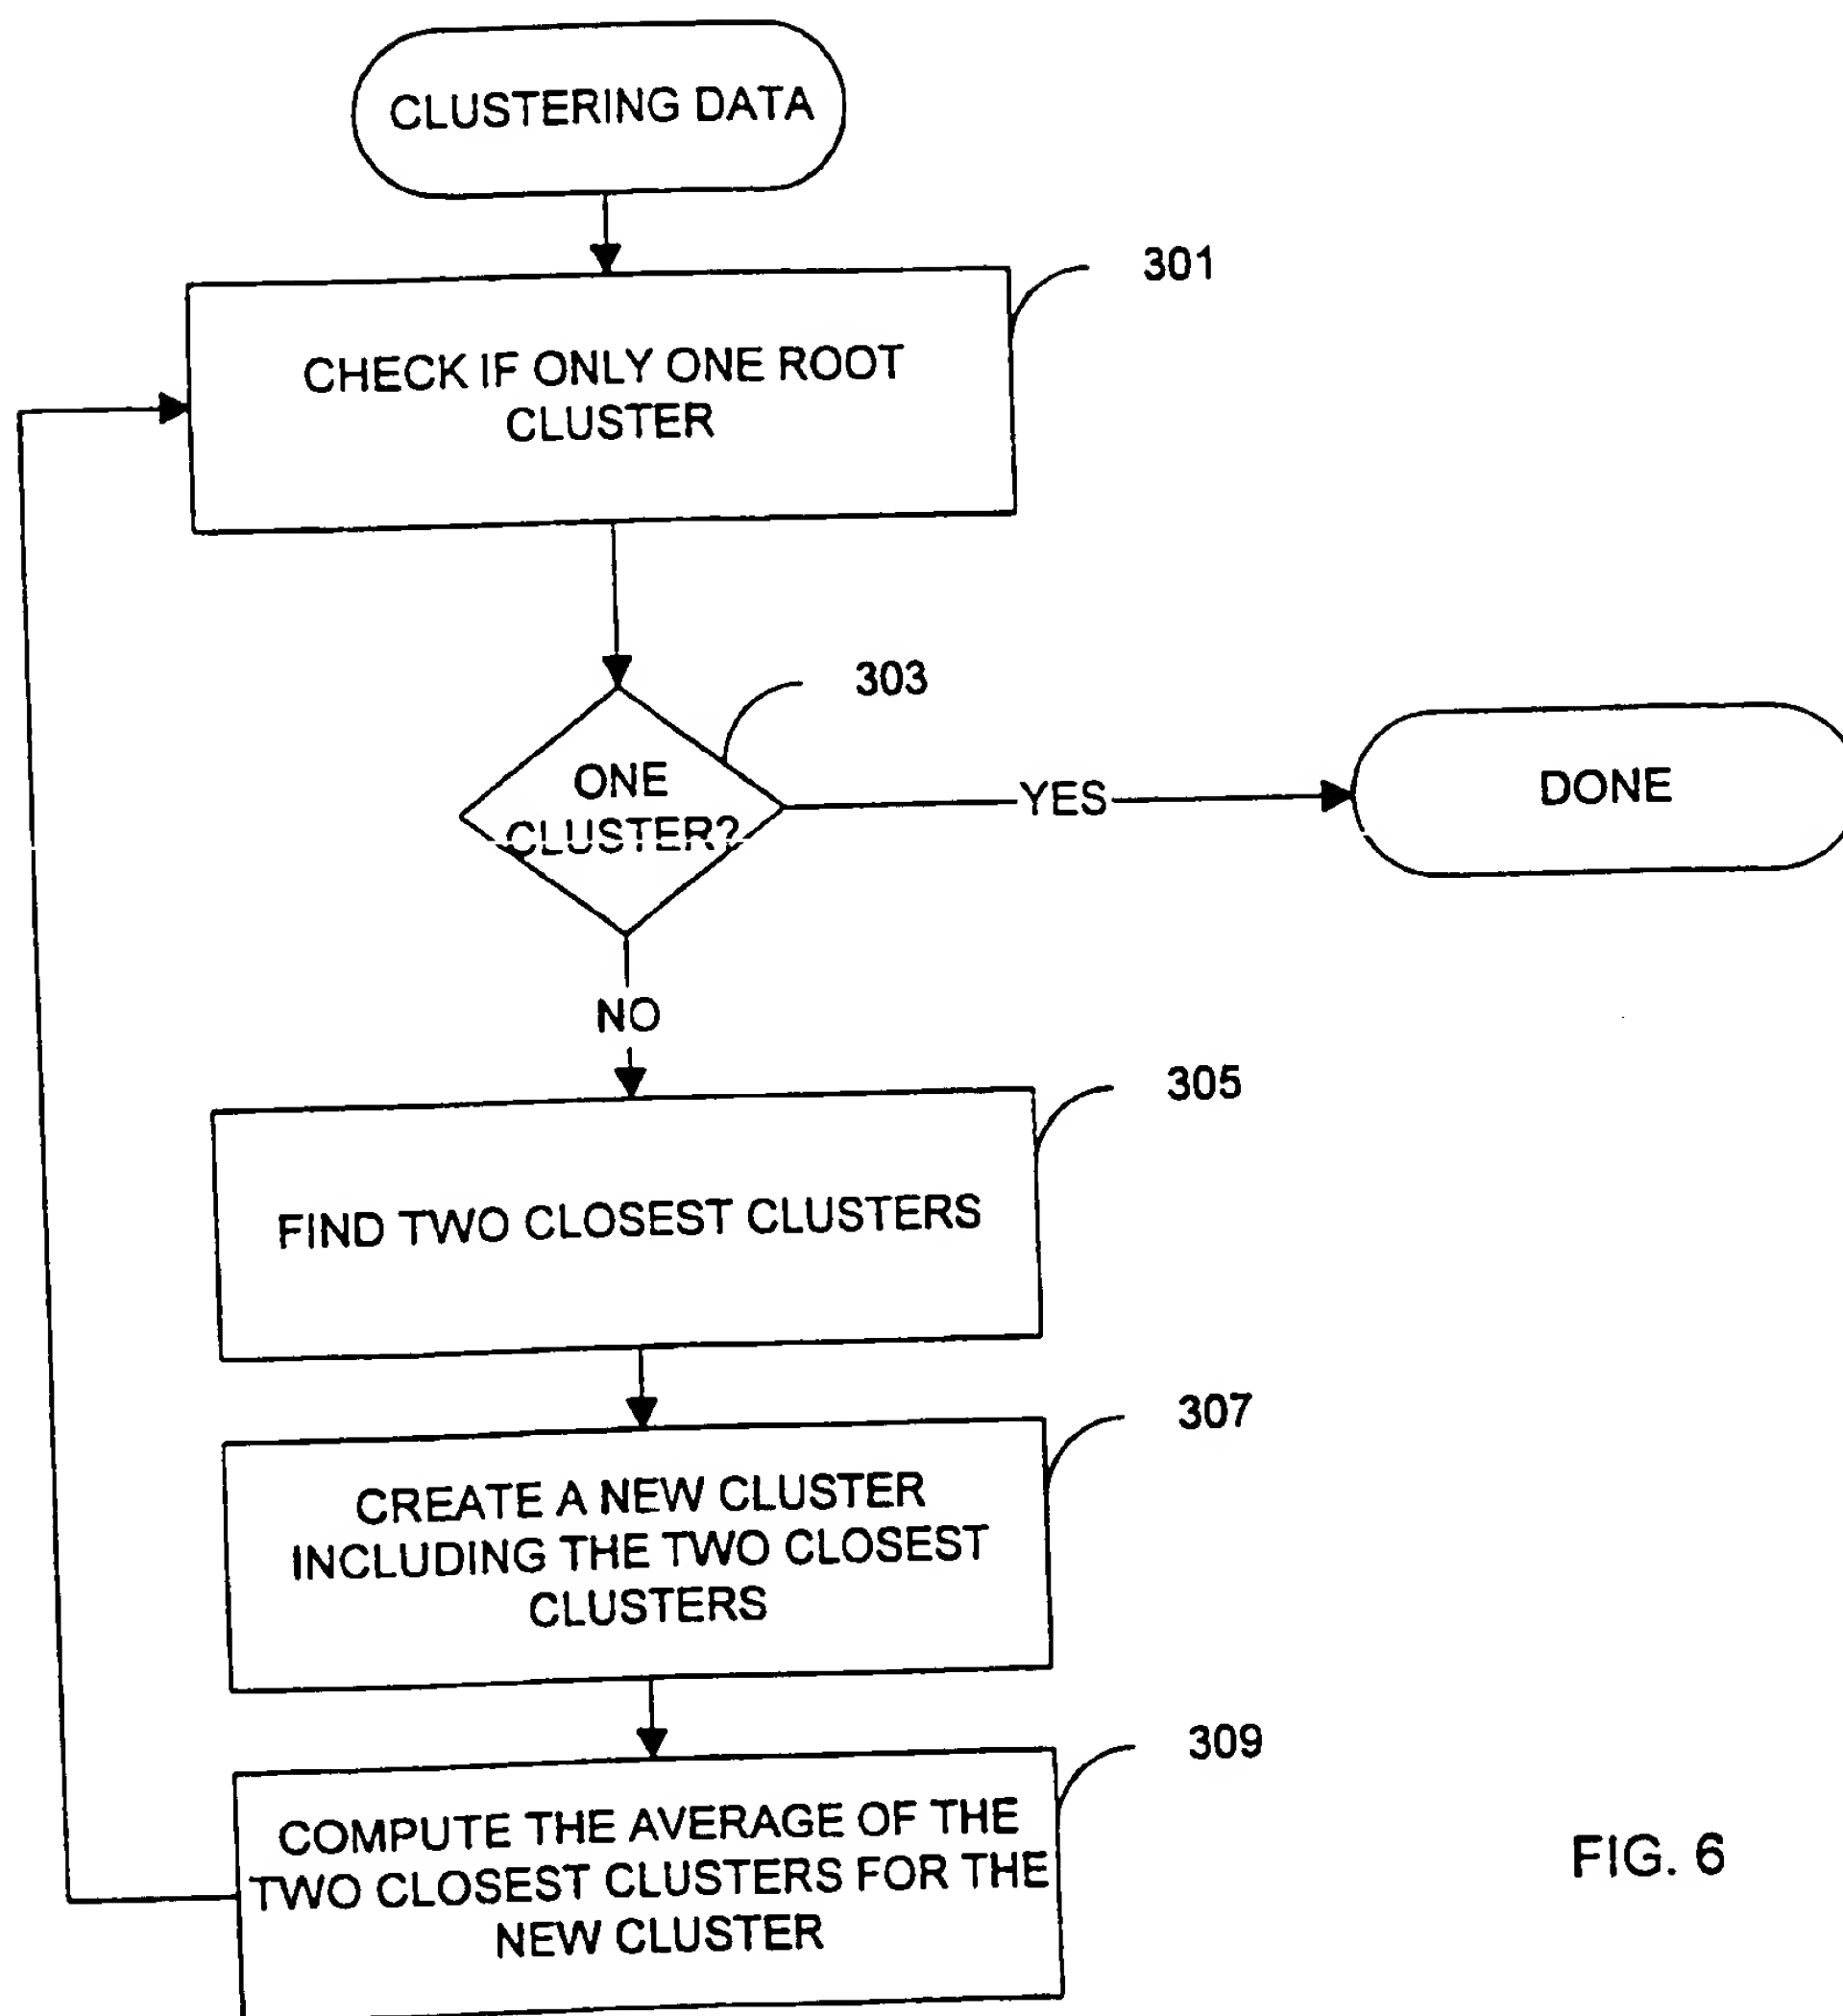 CLUSTERING DATA
301
CHECK IF ONLY ONE ROOT
CLUSTER
303
ONE
CLUSTER?
YES
DONE
NO
305
FIND TWO CLOSEST CLUSTERS
307
CREATE A NEW CLUSTER
INCLUDING THE TWO CLOSEST
CLUSTERS
309
COMPUTE THE AVERAGE OF THE
TWO CLOSEST CLUSTERS FOR THE
NEW CLUSTER
FIG. 6